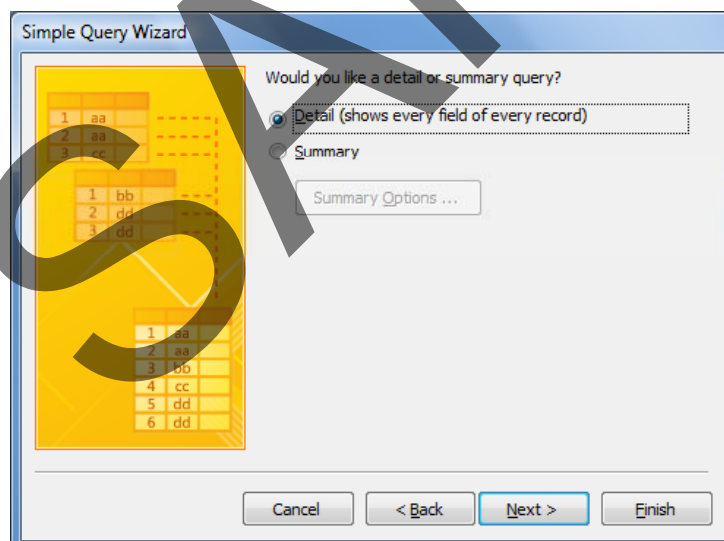 Simple Query Wizard
Would you like a detail or summary query?
Detail (shows every field of every record)
Summary
Summary Options ...
1 aa
2 aa
3 cc
1 bb
2 dd
3 dd
1 aa
2 aa
3 bb
4 cc
5 dd
6 dd
Cancel
< Back
Next >
Finish